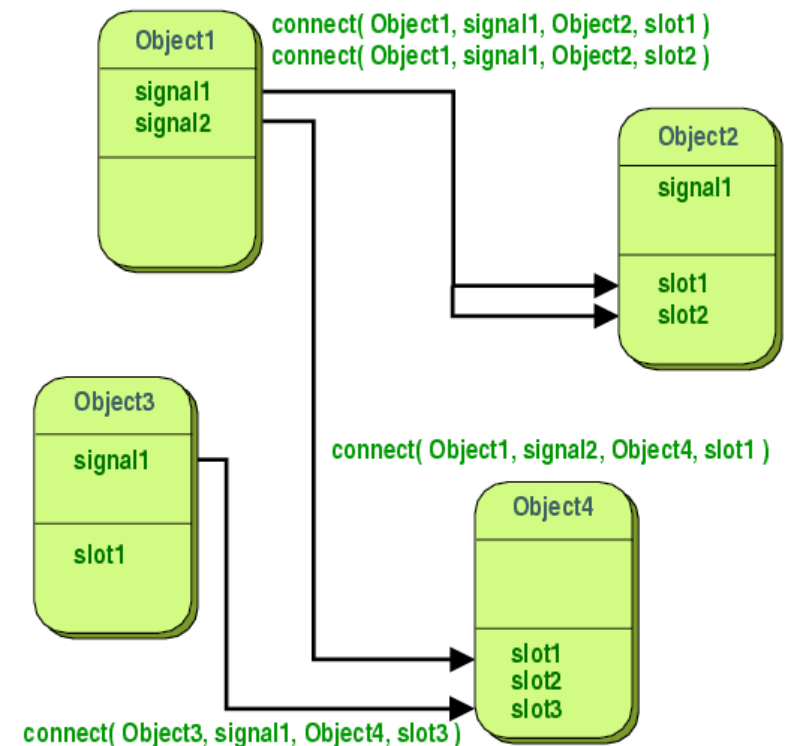 Object1
signal1
signal2
connect( Object1, signal1, Object2, slot1 )
connect( Object1, signal1, Object2, slot2 )
Object2
signal1
slot1
slot2
Object3
signal1
slot1
connect( Object1, signal2, Object4, slot1 )
Object4
slot1
slot2
slot3
connect( Object3, signal1, Object4, slot3 )